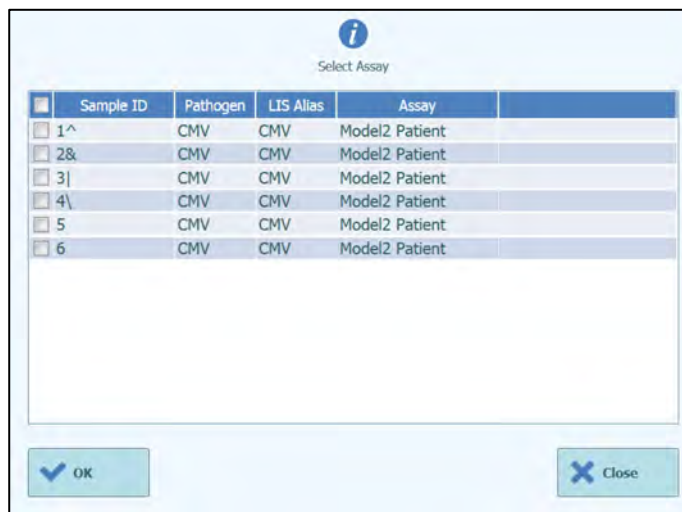 Select Assay
Sample ID Pathogen LIS Alias Assay
1^ CMV CMV Model2 Patient
2& CMV CMV Model2 Patient
3| CMV CMV Model2 Patient
4\ CMV CMV Model2 Patient
5 CMV CMV Model2 Patient
6 CMV CMV Model2 Patient
OK Close